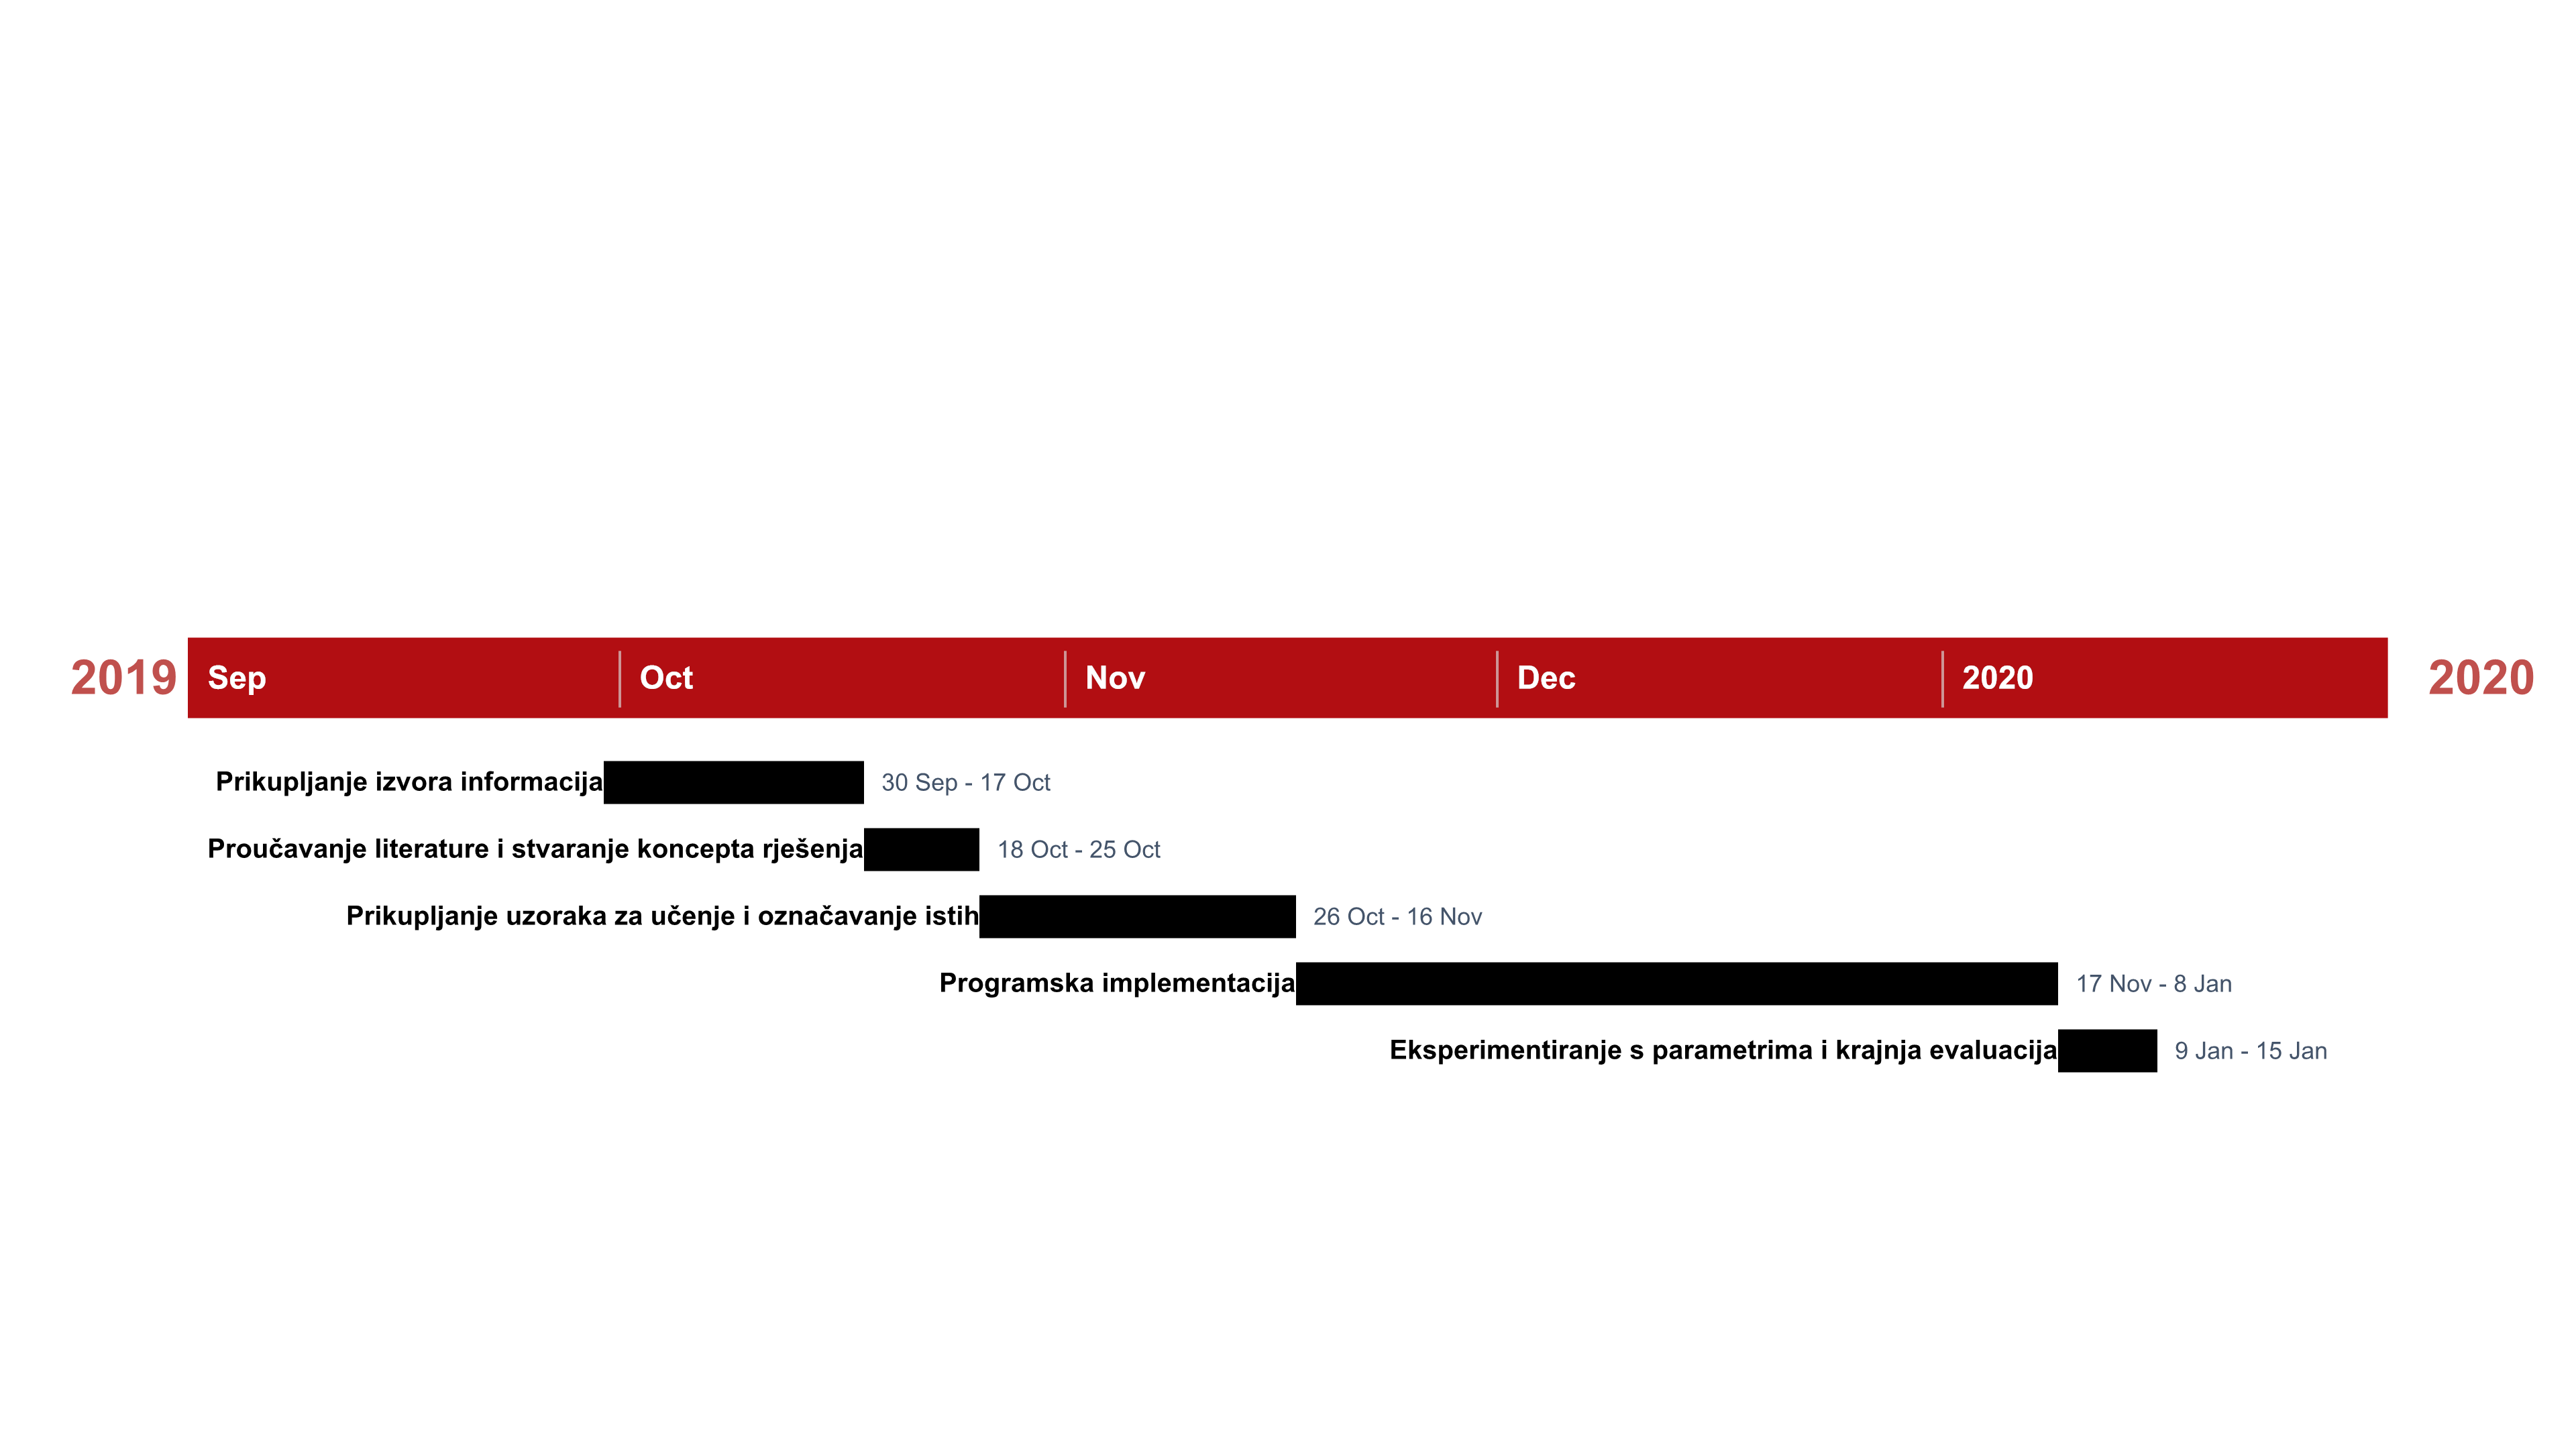 2019 Sep Oct Nov Dec 2020 2020
Prikupljanje izvora informacija 30 Sep - 17 Oct
Proučavanje literature i stvaranje koncepta rješenja 18 Oct - 25 Oct
Prikupljanje uzoraka za učenje i označavanje istih 26 Oct - 16 Nov
Programska implementacija 17 Nov - 8 Jan
Eksperimentiranje s parametrima i krajnja evaluacija 9 Jan - 15 Jan